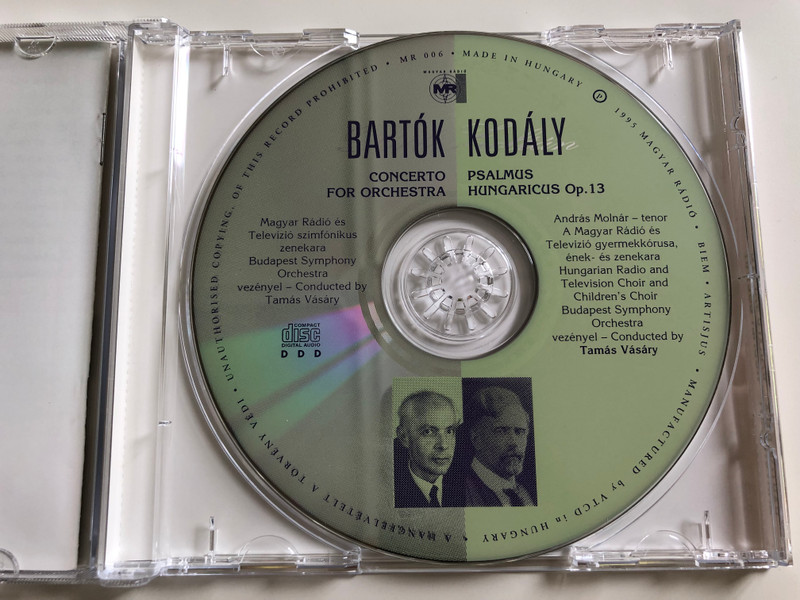 UNAUTHORISED COPYING, OF THIS RECORD PROHIBITED • MR 006 • MADE IN HUNGARY ℗ 1995 MAGYAR RÁDIÓ • BIEM • ARTISJUS • MANUFACTURED by VTCD in HUNGARY • A HANGFELVÉTELT A TÖRVÉNY VÉDI •
MAGYAR RÁDIÓ
MR
BARTÓK
CONCERTO
FOR ORCHESTRA
Magyar Rádió és
Televízió szimfónikus
zenekara
Budapest Symphony
Orchestra
vezényel – Conducted by
Tamás Vásáry
COMPACT
disc
DIGITAL AUDIO
D D D
KODÁLY
PSALMUS
HUNGARICUS Op.13
András Molnár – tenor
A Magyar Rádió és
Televízió gyermekkórusa,
ének- és zenekara
Hungarian Radio and
Television Choir and
Children's Choir
Budapest Symphony
Orchestra
vezényel – Conducted by
Tamás Vásáry